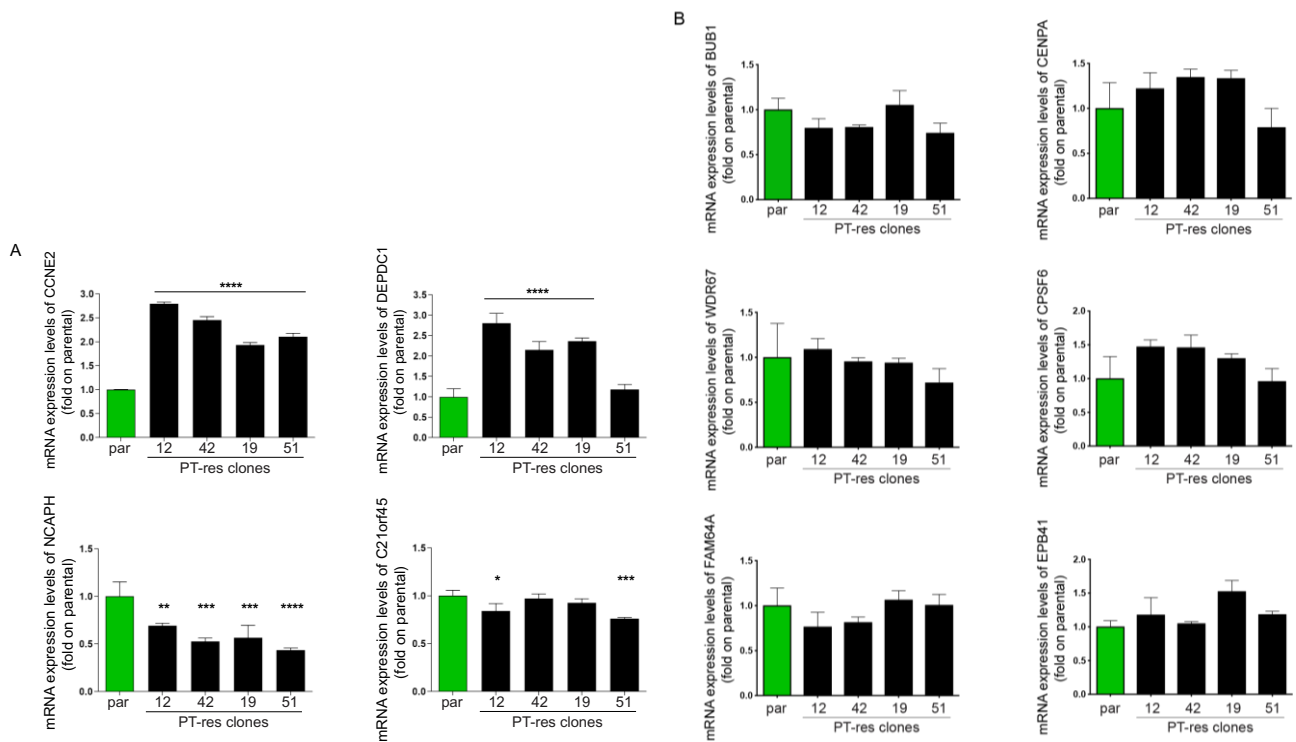 A
mRNA expression levels of CCNE2
(fold on parental)
3.0
2.5
2.0
1.5
1.0
0.5
0.0
****
par
12 42 19 51
PT-res clones
mRNA expression levels of DEPDC1
(fold on parental)
3.5
3.0
2.5
2.0
1.5
1.0
0.5
0.0
****
par
12 42 19 51
PT-res clones
mRNA expression levels of NCAPH
(fold on parental)
1.5
1.0
0.5
0.0
** *** *** ****
par
12 42 19 51
PT-res clones
mRNA expression levels of C21orf45
(fold on parental)
1.5
1.0
0.5
0.0
* ***
par
12 42 19 51
PT-res clones
B
mRNA expression levels of BUB1
(fold on parental)
1.5
1.0
0.5
0.0
par
12 42 19 51
PT-res clones
mRNA expression levels of CENPA
(fold on parental)
1.5
1.0
0.5
0.0
par
12 42 19 51
PT-res clones
mRNA expression levels of WDR67
(fold on parental)
1.5
1.0
0.5
0.0
par
12 42 19 51
PT-res clones
mRNA expression levels of CPSF6
(fold on parental)
2.0
1.5
1.0
0.5
0.0
par
12 42 19 51
PT-res clones
mRNA expression levels of FAM64A
(fold on parental)
1.5
1.0
0.5
0.0
par
12 42 19 51
PT-res clones
mRNA expression levels of EPB41
(fold on parental)
2.0
1.5
1.0
0.5
0.0
par
12 42 19 51
PT-res clones